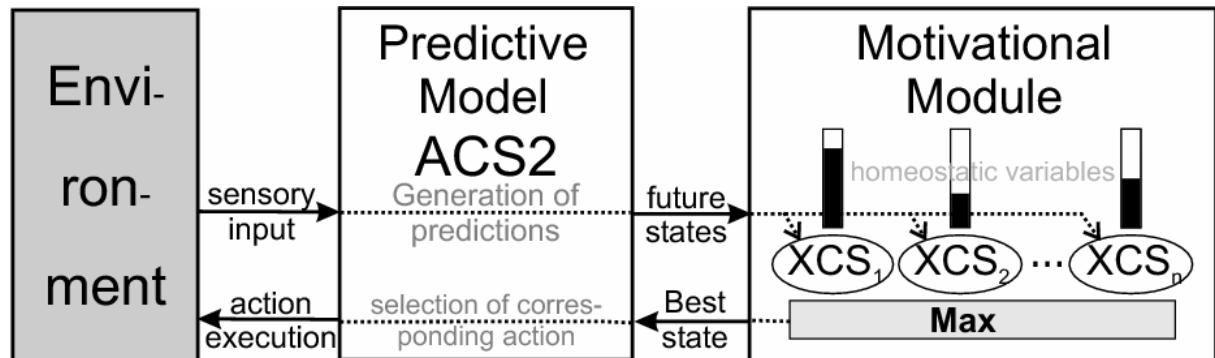 Envi-
ron-
ment
sensory
input
action
execution
Predictive
Model
ACS2
Generation of
predictions
selection of corres-
ponding action
future
states
Best
state
Motivational
Module
homeostatic variables
XCS1 XCS2 ... XCSn
Max